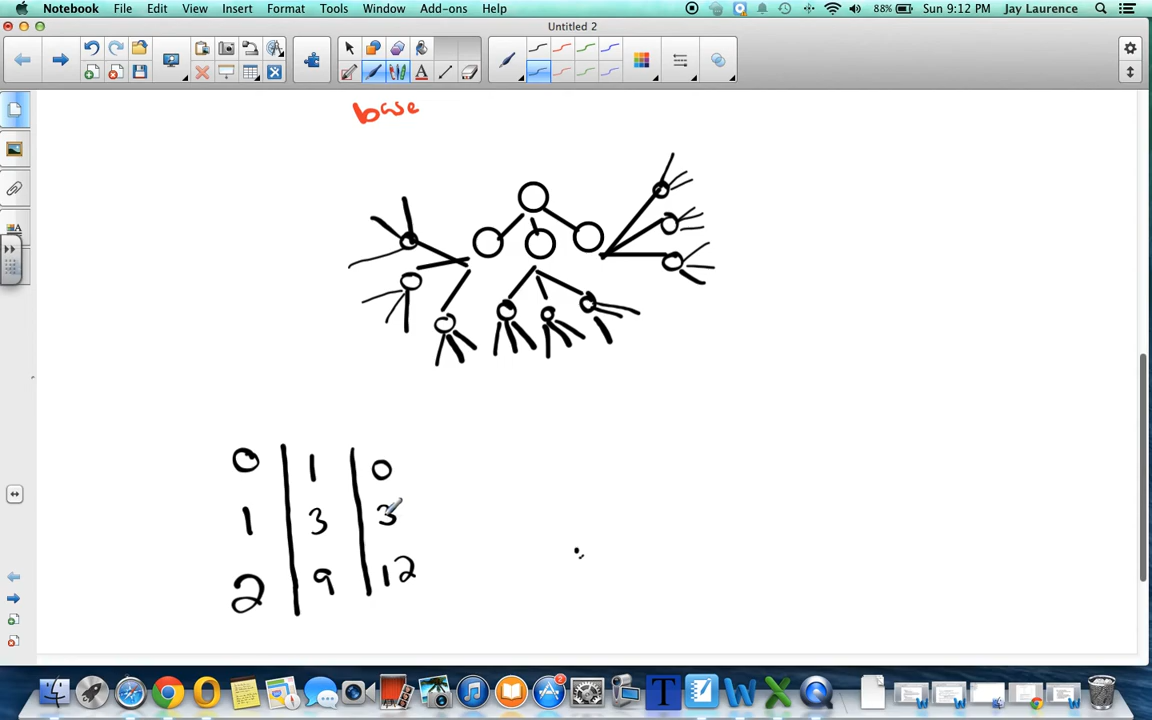 Notebook File Edit View Insert Format Tools Window Add-ons Help 88% Sun 9:12 PM Jay Laurence
Untitled 2
base
0 1 0
1 3 3
2 9 12